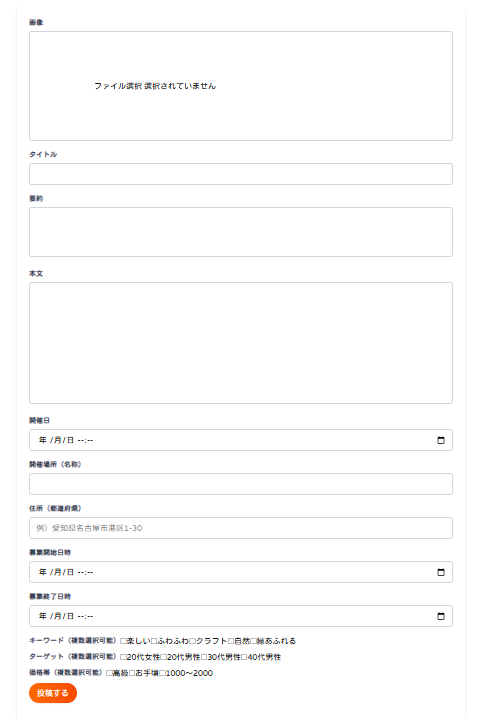 画像
ファイル選択 選択されていません
タイトル
要約
本文
開催日
年 /月/日 --:--
開催場所（名称）
住所（都道府県）
例）愛知県名古屋市港区1-30
募集開始日時
年 /月/日 --:--
募集終了日時
年 /月/日 --:--
キーワード（複数選択可能）□楽しい□ふわふわ□クラフト□自然□緑あふれる
ターゲット（複数選択可能）□20代女性□20代男性□30代男性□40代男性
価格帯（複数選択可能）□高級□お手頃□1000～2000
投稿する